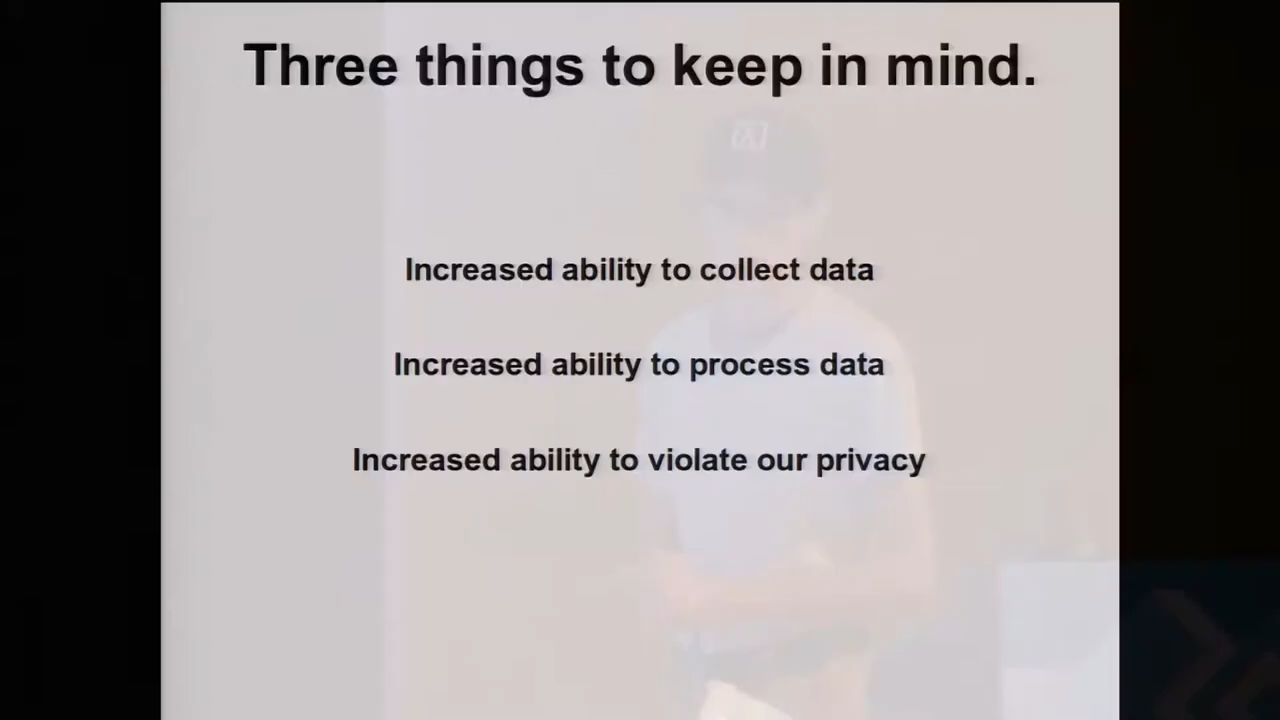 Three things to keep in mind.
Increased ability to collect data
Increased ability to process data
Increased ability to violate our privacy